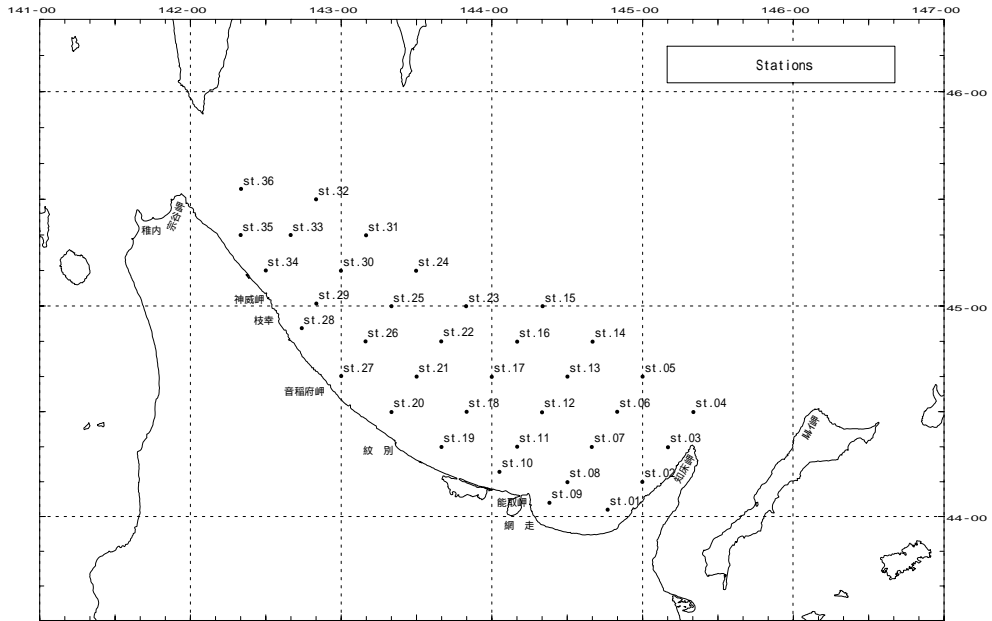 141-00 142-00 143-00 144-00 145-00 146-00 147-00
Stations
46-00
st.36
st.32
稚内
宗谷岬
st.35 st.33 st.31
st.34 st.30 st.24
神威岬
st.29 st.25 st.23 st.15
45-00
枝幸
st.28
st.26 st.22 st.16 st.14
st.27 st.21 st.17 st.13 st.05
音稲府岬
st.20 st.18 st.12 st.06 st.04
紋 別
st.19 st.11 st.07 st.03
知床岬
st.10 st.08 st.02
能取岬
st.09 st.01
44-00
網 走